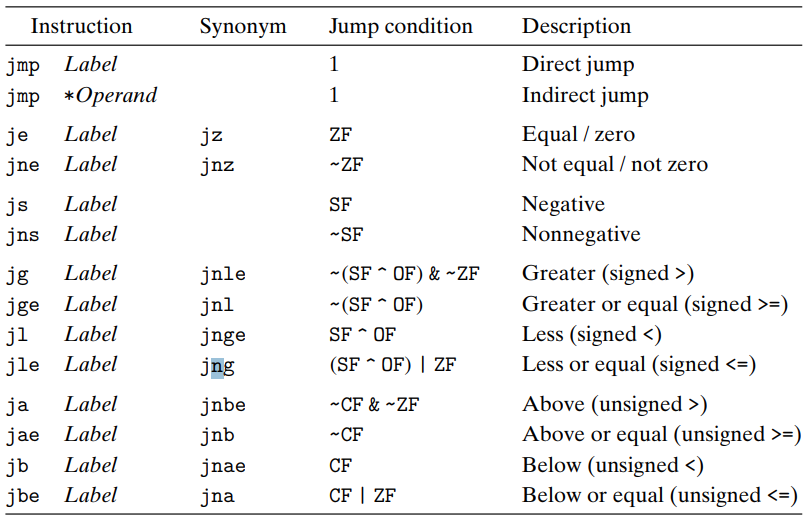 Instruction Synonym Jump condition Description
jmp Label 1 Direct jump
jmp *Operand 1 Indirect jump
je Label jz ZF Equal / zero
jne Label jnz ~ZF Not equal / not zero
js Label SF Negative
jns Label ~SF Nonnegative
jg Label jnle ~(SF ^ OF) & ~ZF Greater (signed >)
jge Label jnl ~(SF ^ OF) Greater or equal (signed >=)
jl Label jnge SF ^ OF Less (signed <)
jle Label jng (SF ^ OF) | ZF Less or equal (signed <=)
ja Label jnbe ~CF & ~ZF Above (unsigned >)
jae Label jnb ~CF Above or equal (unsigned >=)
jb Label jnae CF Below (unsigned <)
jbe Label jna CF | ZF Below or equal (unsigned <=)